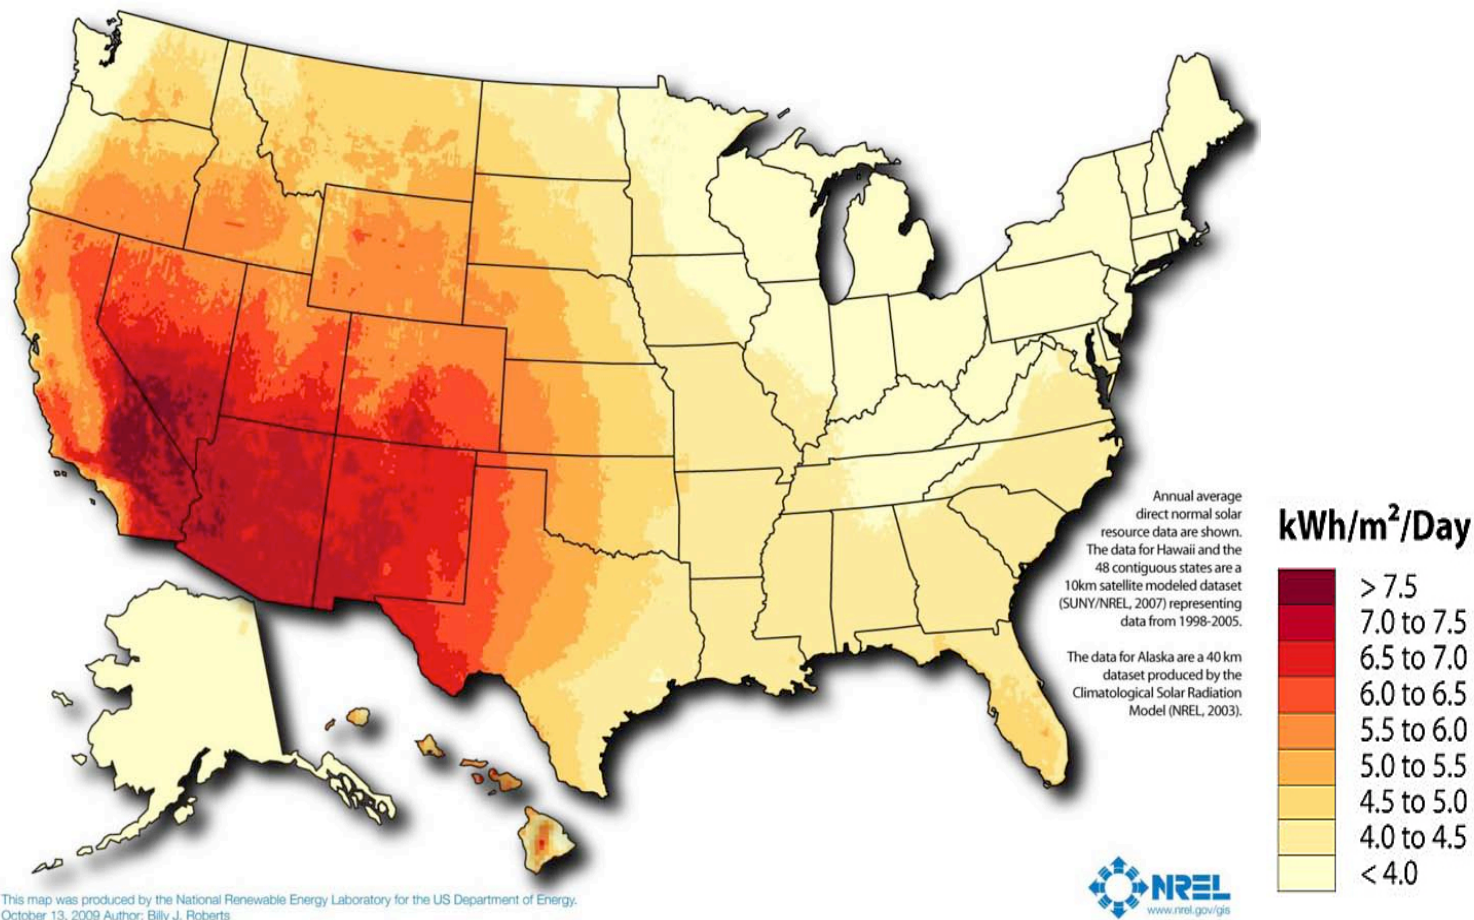 Annual average
direct normal solar
resource data are shown.
The data for Hawaii and the
48 contiguous states are a
10km satellite modeled dataset
(SUNY/NREL, 2007) representing
data from 1998-2005.
The data for Alaska are a 40 km
dataset produced by the
Climatological Solar Radiation
Model (NREL, 2003).
kWh/m²/Day
> 7.5
7.0 to 7.5
6.5 to 7.0
6.0 to 6.5
5.5 to 6.0
5.0 to 5.5
4.5 to 5.0
4.0 to 4.5
< 4.0
NREL
www.nrel.gov/gis
This map was produced by the National Renewable Energy Laboratory for the US Department of Energy.
October 13, 2009 Author: Billy J. Roberts